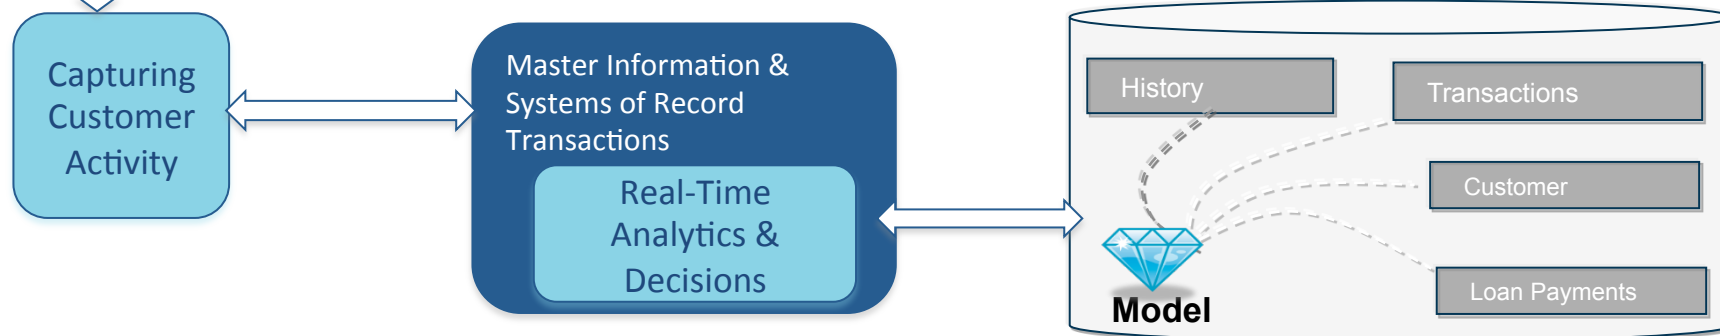 Capturing
Customer
Activity
Master Information &
Systems of Record
Transactions
Real-Time
Analytics &
Decisions
History
Transactions
Customer
Loan Payments
Model